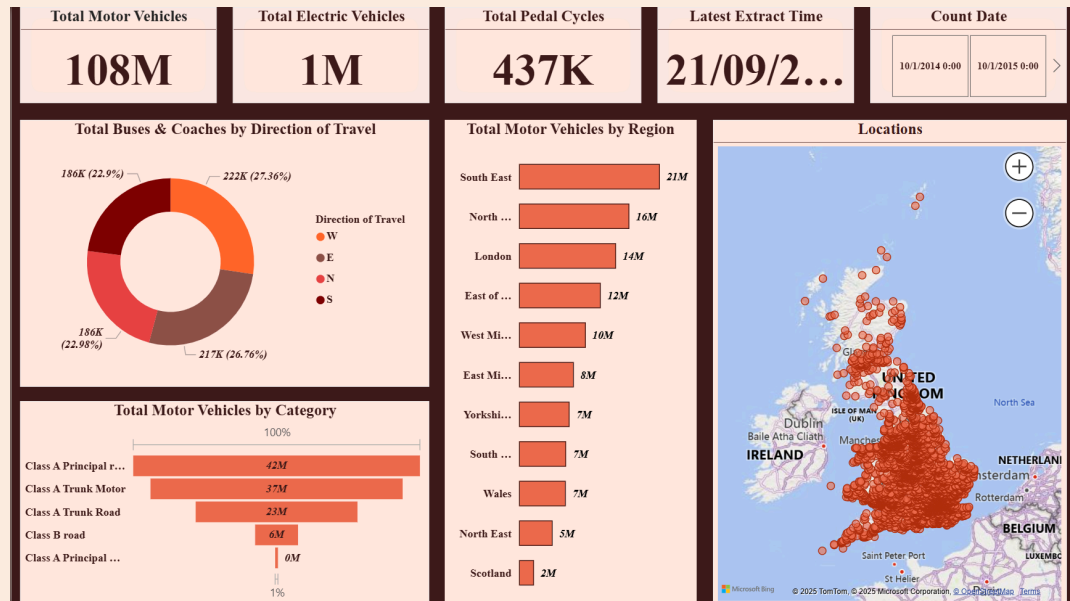 Total Motor Vehicles
108M
Total Electric Vehicles
1M
Total Pedal Cycles
437K
Latest Extract Time
21/09/2…
Count Date
10/1/2014 0:00
10/1/2015 0:00
Total Buses & Coaches by Direction of Travel
186K (22.9%)
222K (27.36%)
186K
(22.98%)
217K (26.76%)
Direction of Travel
W
E
N
S
Total Motor Vehicles by Category
100%
Class A Principal r…
42M
Class A Trunk Motor
37M
Class A Trunk Road
23M
Class B road
6M
Class A Principal …
0M
1%
Total Motor Vehicles by Region
South East
21M
North …
16M
London
14M
East of …
12M
West Mi…
10M
East Mi…
8M
Yorkshi…
7M
South …
7M
Wales
7M
North East
5M
Scotland
2M
Locations
UNITED
KINGDOM
North Sea
ISLE OF MAN
(UK)
Dublin
Baile Átha Cliath
IRELAND
Manches
NETHERLAN
msterdam
Rotterdam
BELGIUM
LUXEMBO
Saint Peter Port
St Helier
Microsoft Bing
© 2025 TomTom, © 2025 Microsoft Corporation, © OpenStreetMap Terms